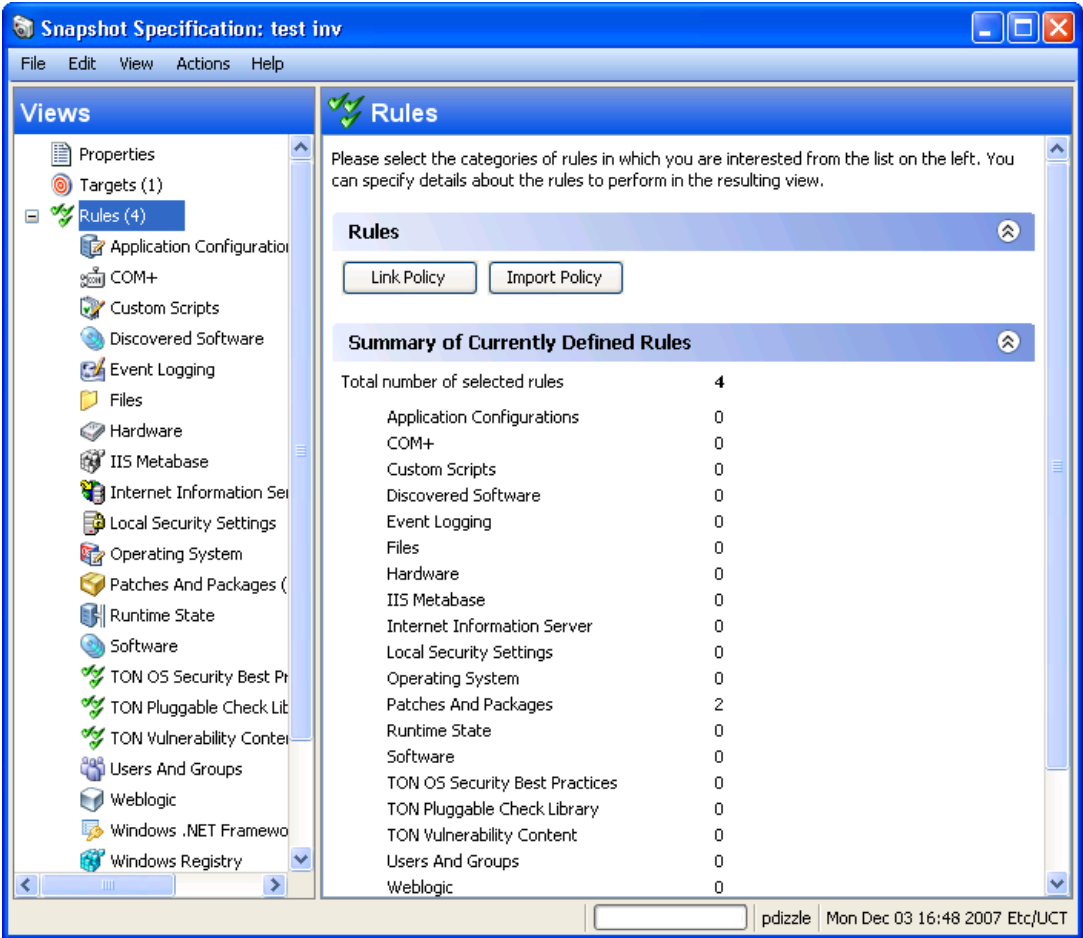 Snapshot Specification: test inv
File Edit View Actions Help
Views
Properties
Targets (1)
Rules (4)
Application Configuration
COM+
Custom Scripts
Discovered Software
Event Logging
Files
Hardware
IIS Metabase
Internet Information Ser
Local Security Settings
Operating System
Patches And Packages (
Runtime State
Software
TON OS Security Best Pr
TON Pluggable Check Lib
TON Vulnerability Conte
Users And Groups
Weblogic
Windows .NET Framewo
Windows Registry
Rules
Please select the categories of rules in which you are interested from the list on the left. You
can specify details about the rules to perform in the resulting view.
Rules
Link Policy Import Policy
Summary of Currently Defined Rules
Total number of selected rules 4
Application Configurations 0
COM+ 0
Custom Scripts 0
Discovered Software 0
Event Logging 0
Files 0
Hardware 0
IIS Metabase 0
Internet Information Server 0
Local Security Settings 0
Operating System 0
Patches And Packages 2
Runtime State 0
Software 0
TON OS Security Best Practices 0
TON Pluggable Check Library 0
TON Vulnerability Content 0
Users And Groups 0
Weblogic 0
pdizzle Mon Dec 03 16:48 2007 Etc/UCT